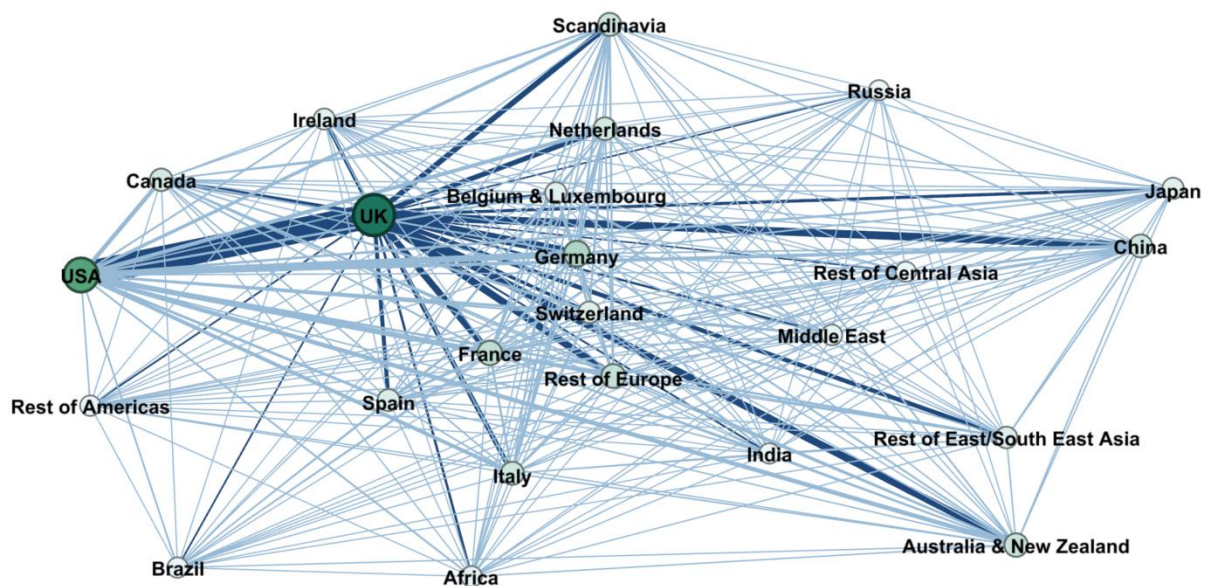 Scandinavia
Russia
Ireland
Netherlands
Canada
Belgium & Luxembourg
Japan
UK
China
Germany
USA
Rest of Central Asia
Switzerland
Middle East
France
Rest of Europe
Spain
Rest of Americas
Rest of East/South East Asia
India
Italy
Australia & New Zealand
Brazil
Africa